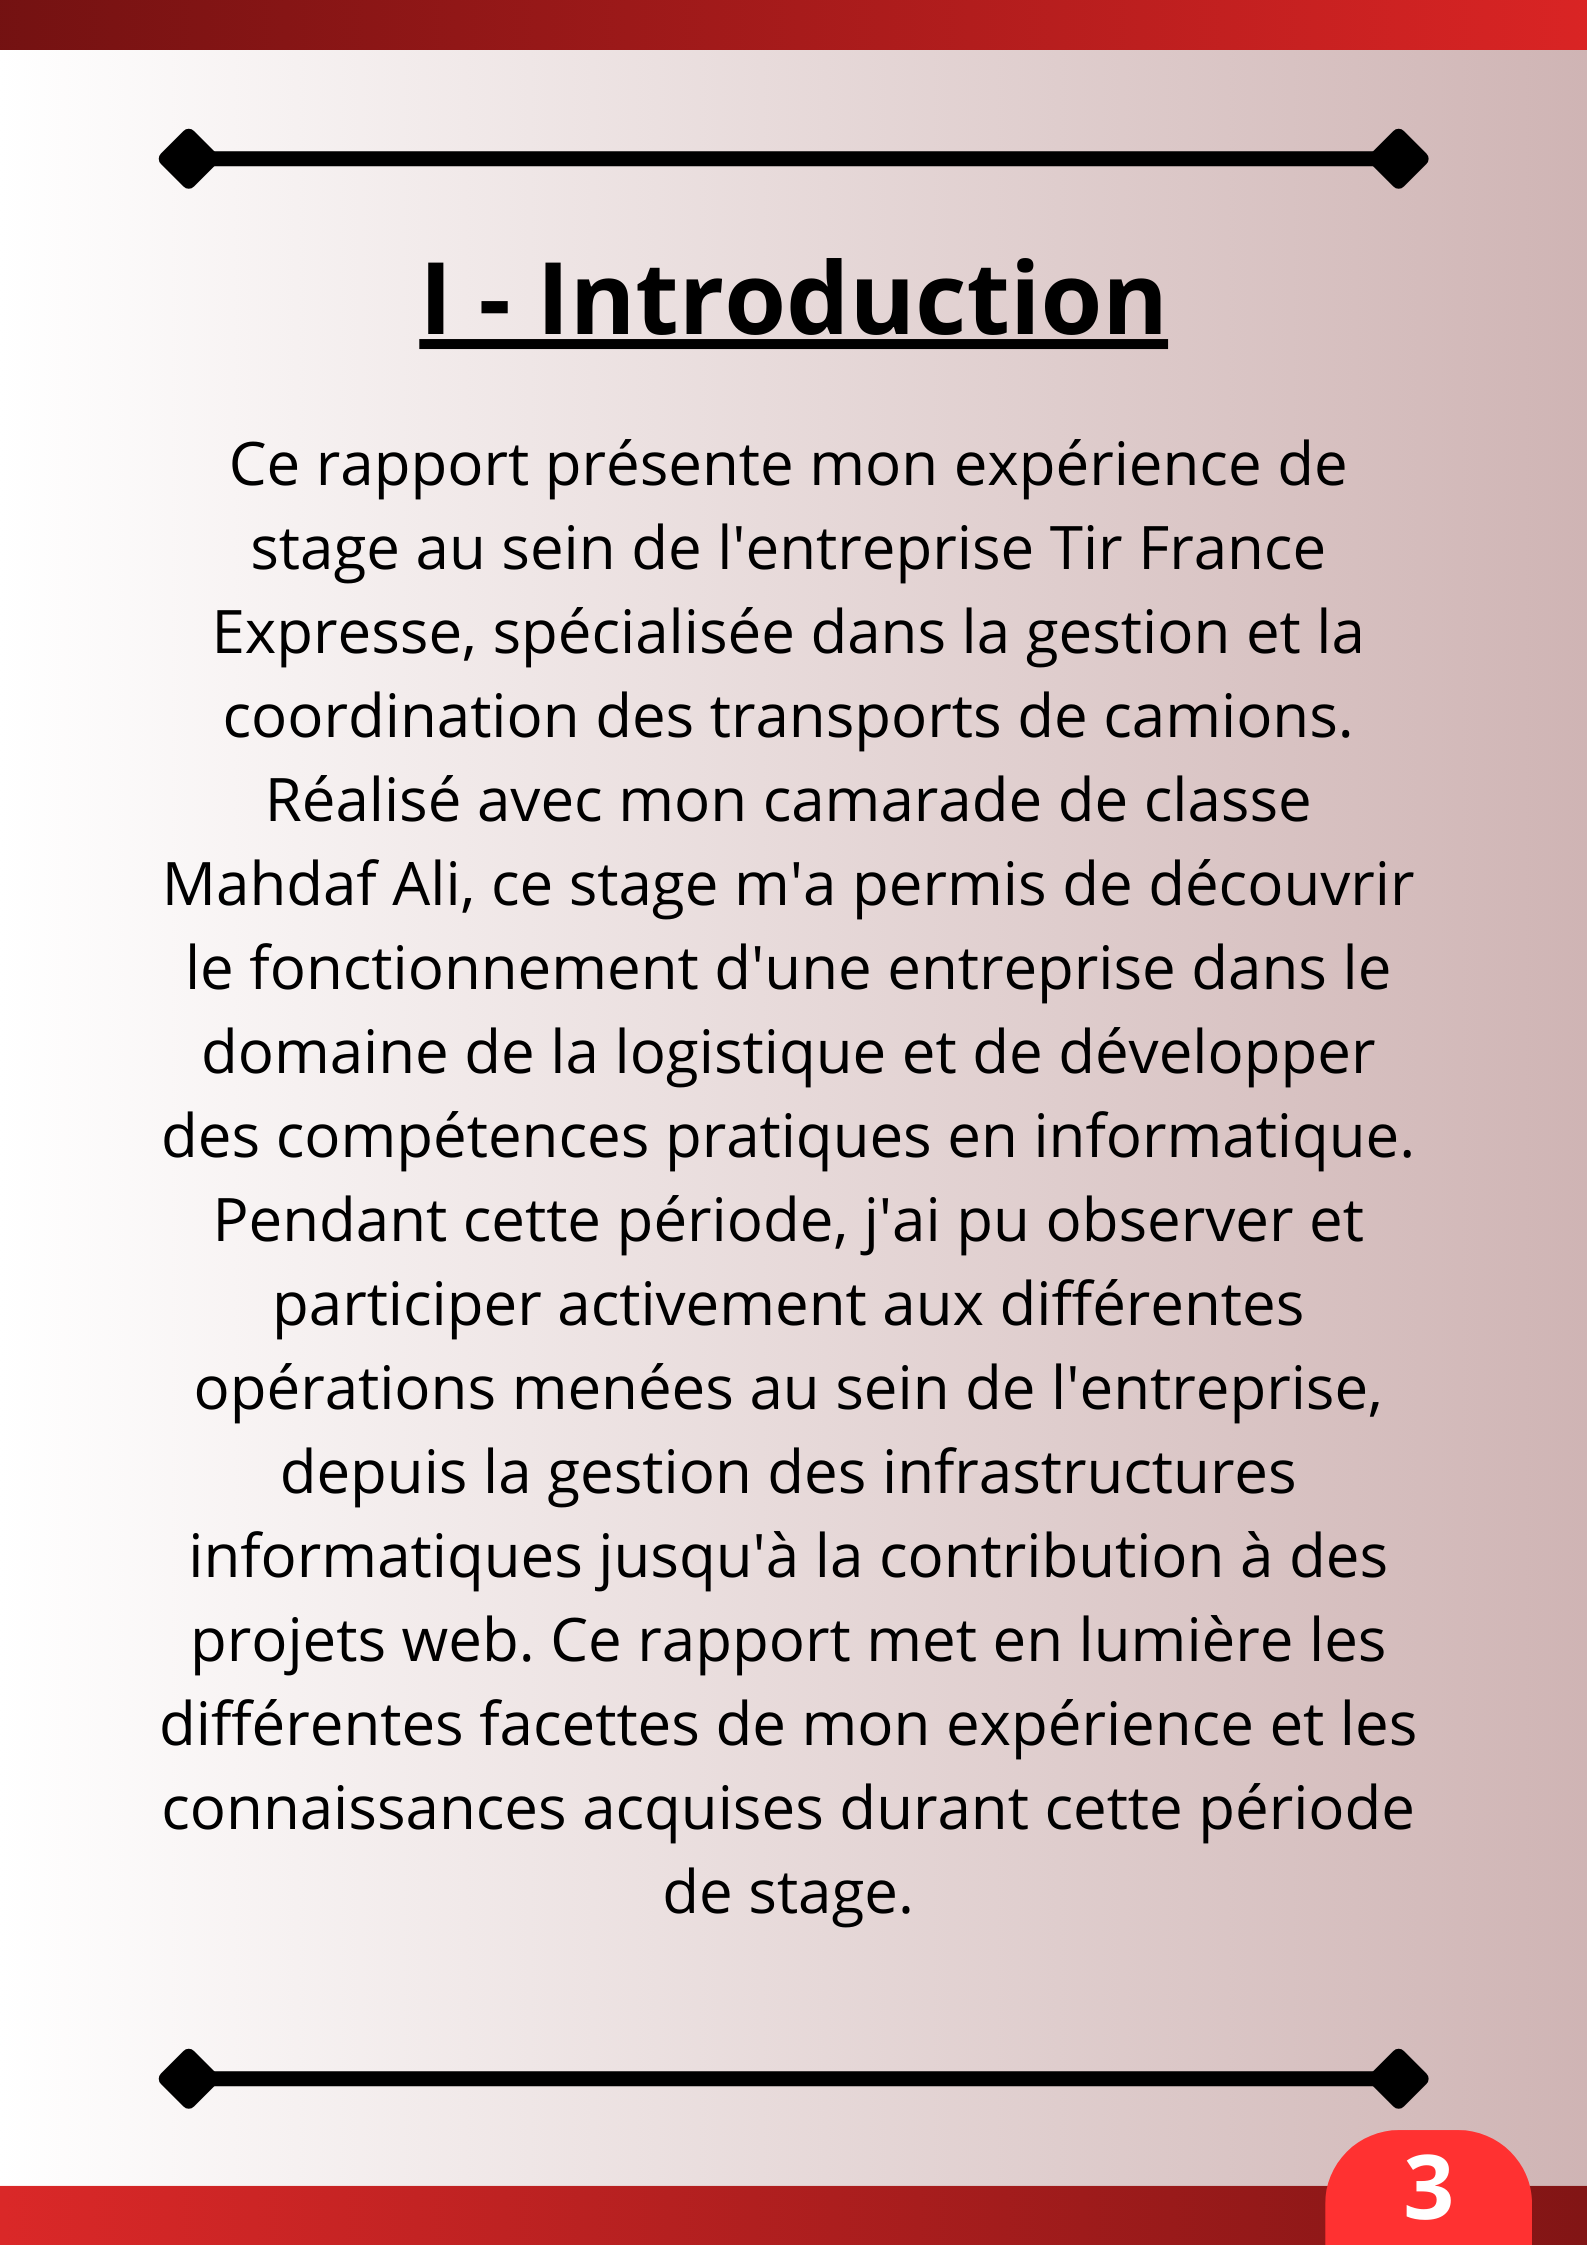 I - Introduction
Ce rapport présente mon expérience de
stage au sein de l'entreprise Tir France
Expresse, spécialisée dans la gestion et la
coordination des transports de camions.
Réalisé avec mon camarade de classe
Mahdaf Ali, ce stage m'a permis de découvrir
le fonctionnement d'une entreprise dans le
domaine de la logistique et de développer
des compétences pratiques en informatique.
Pendant cette période, j'ai pu observer et
participer activement aux différentes
opérations menées au sein de l'entreprise,
depuis la gestion des infrastructures
informatiques jusqu'à la contribution à des
projets web. Ce rapport met en lumière les
différentes facettes de mon expérience et les
connaissances acquises durant cette période
de stage.
3